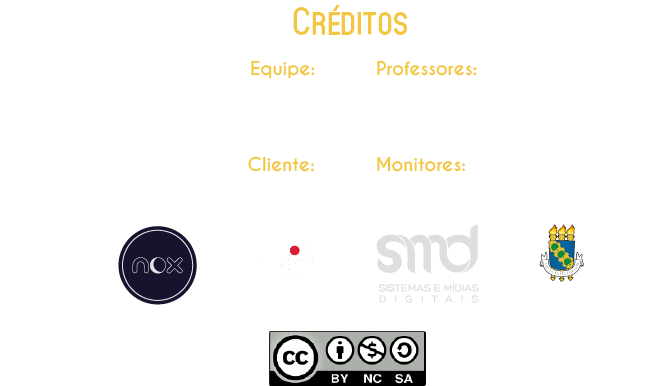 CRÉDITOS
Equipe: Professores:
Cliente: Monitores:
nox
smd
SISTEMAS E MÍDIAS
DIGITAIS
cc
BY NC SA